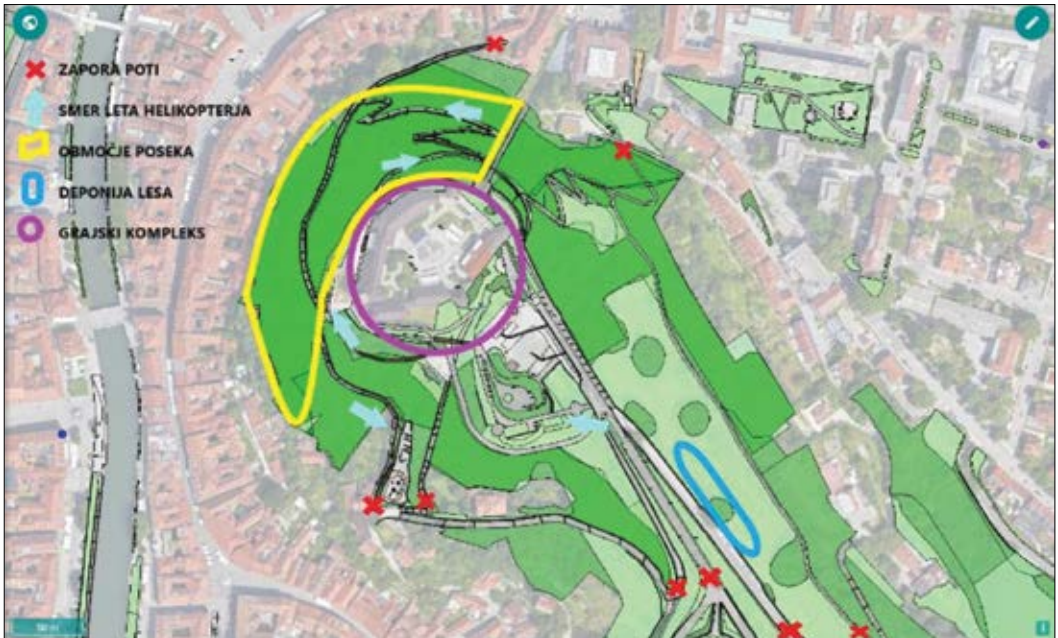 ZAPORA POTI
SMER LETA HELIKOPTERJA
OBMOČJE POSEKA
DEPONIJA LESA
GRAJSKI KOMPLEKS